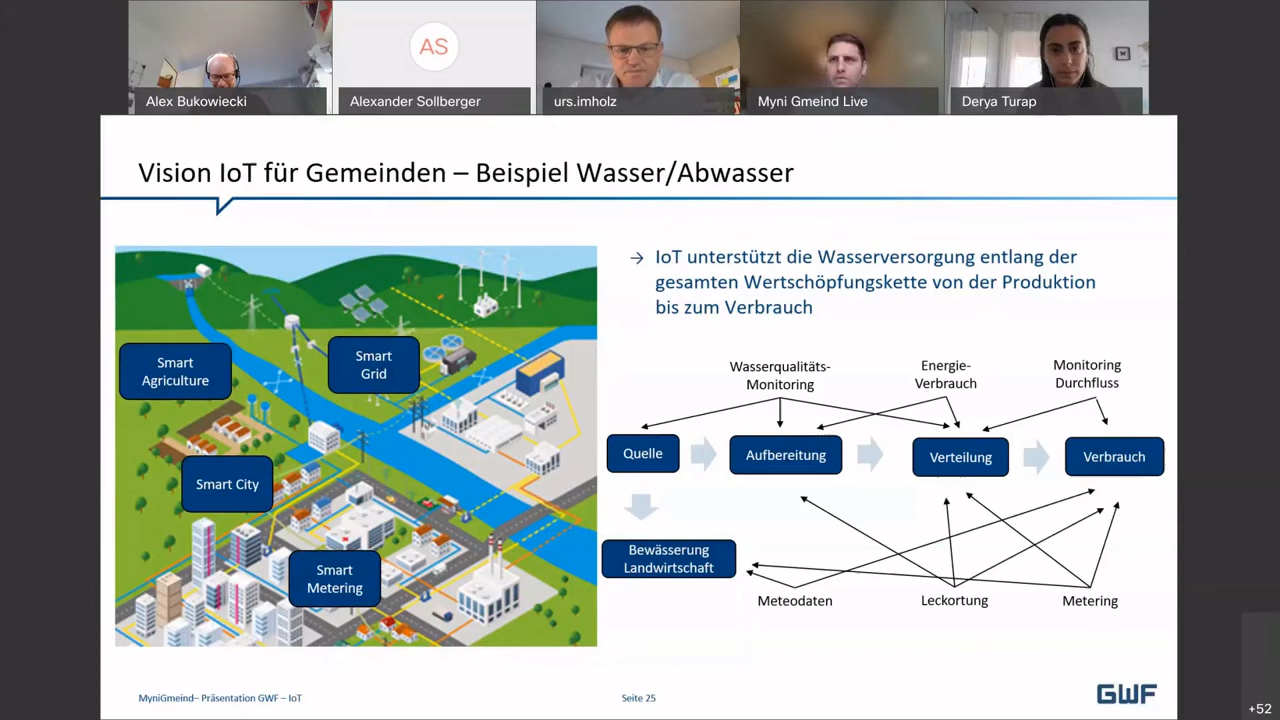 AS
Alex Bukowiecki
Alexander Sollberger
urs.imholz
Myni Gmeind Live
Derya Turap
Vision IoT für Gemeinden – Beispiel Wasser/Abwasser
Smart
Agriculture
Smart
Grid
Smart City
Smart
Metering
IoT unterstützt die Wasserversorgung entlang der
gesamten Wertschöpfungskette von der Produktion
bis zum Verbrauch
Wasserqualitäts-
Monitoring
Energie-
Verbrauch
Monitoring
Durchfluss
Quelle
Aufbereitung
Verteilung
Verbrauch
Bewässerung
Landwirtschaft
Meteodaten
Leckortung
Metering
MyniGmeind– Präsentation GWF – IoT
Seite 25
GWF
+52